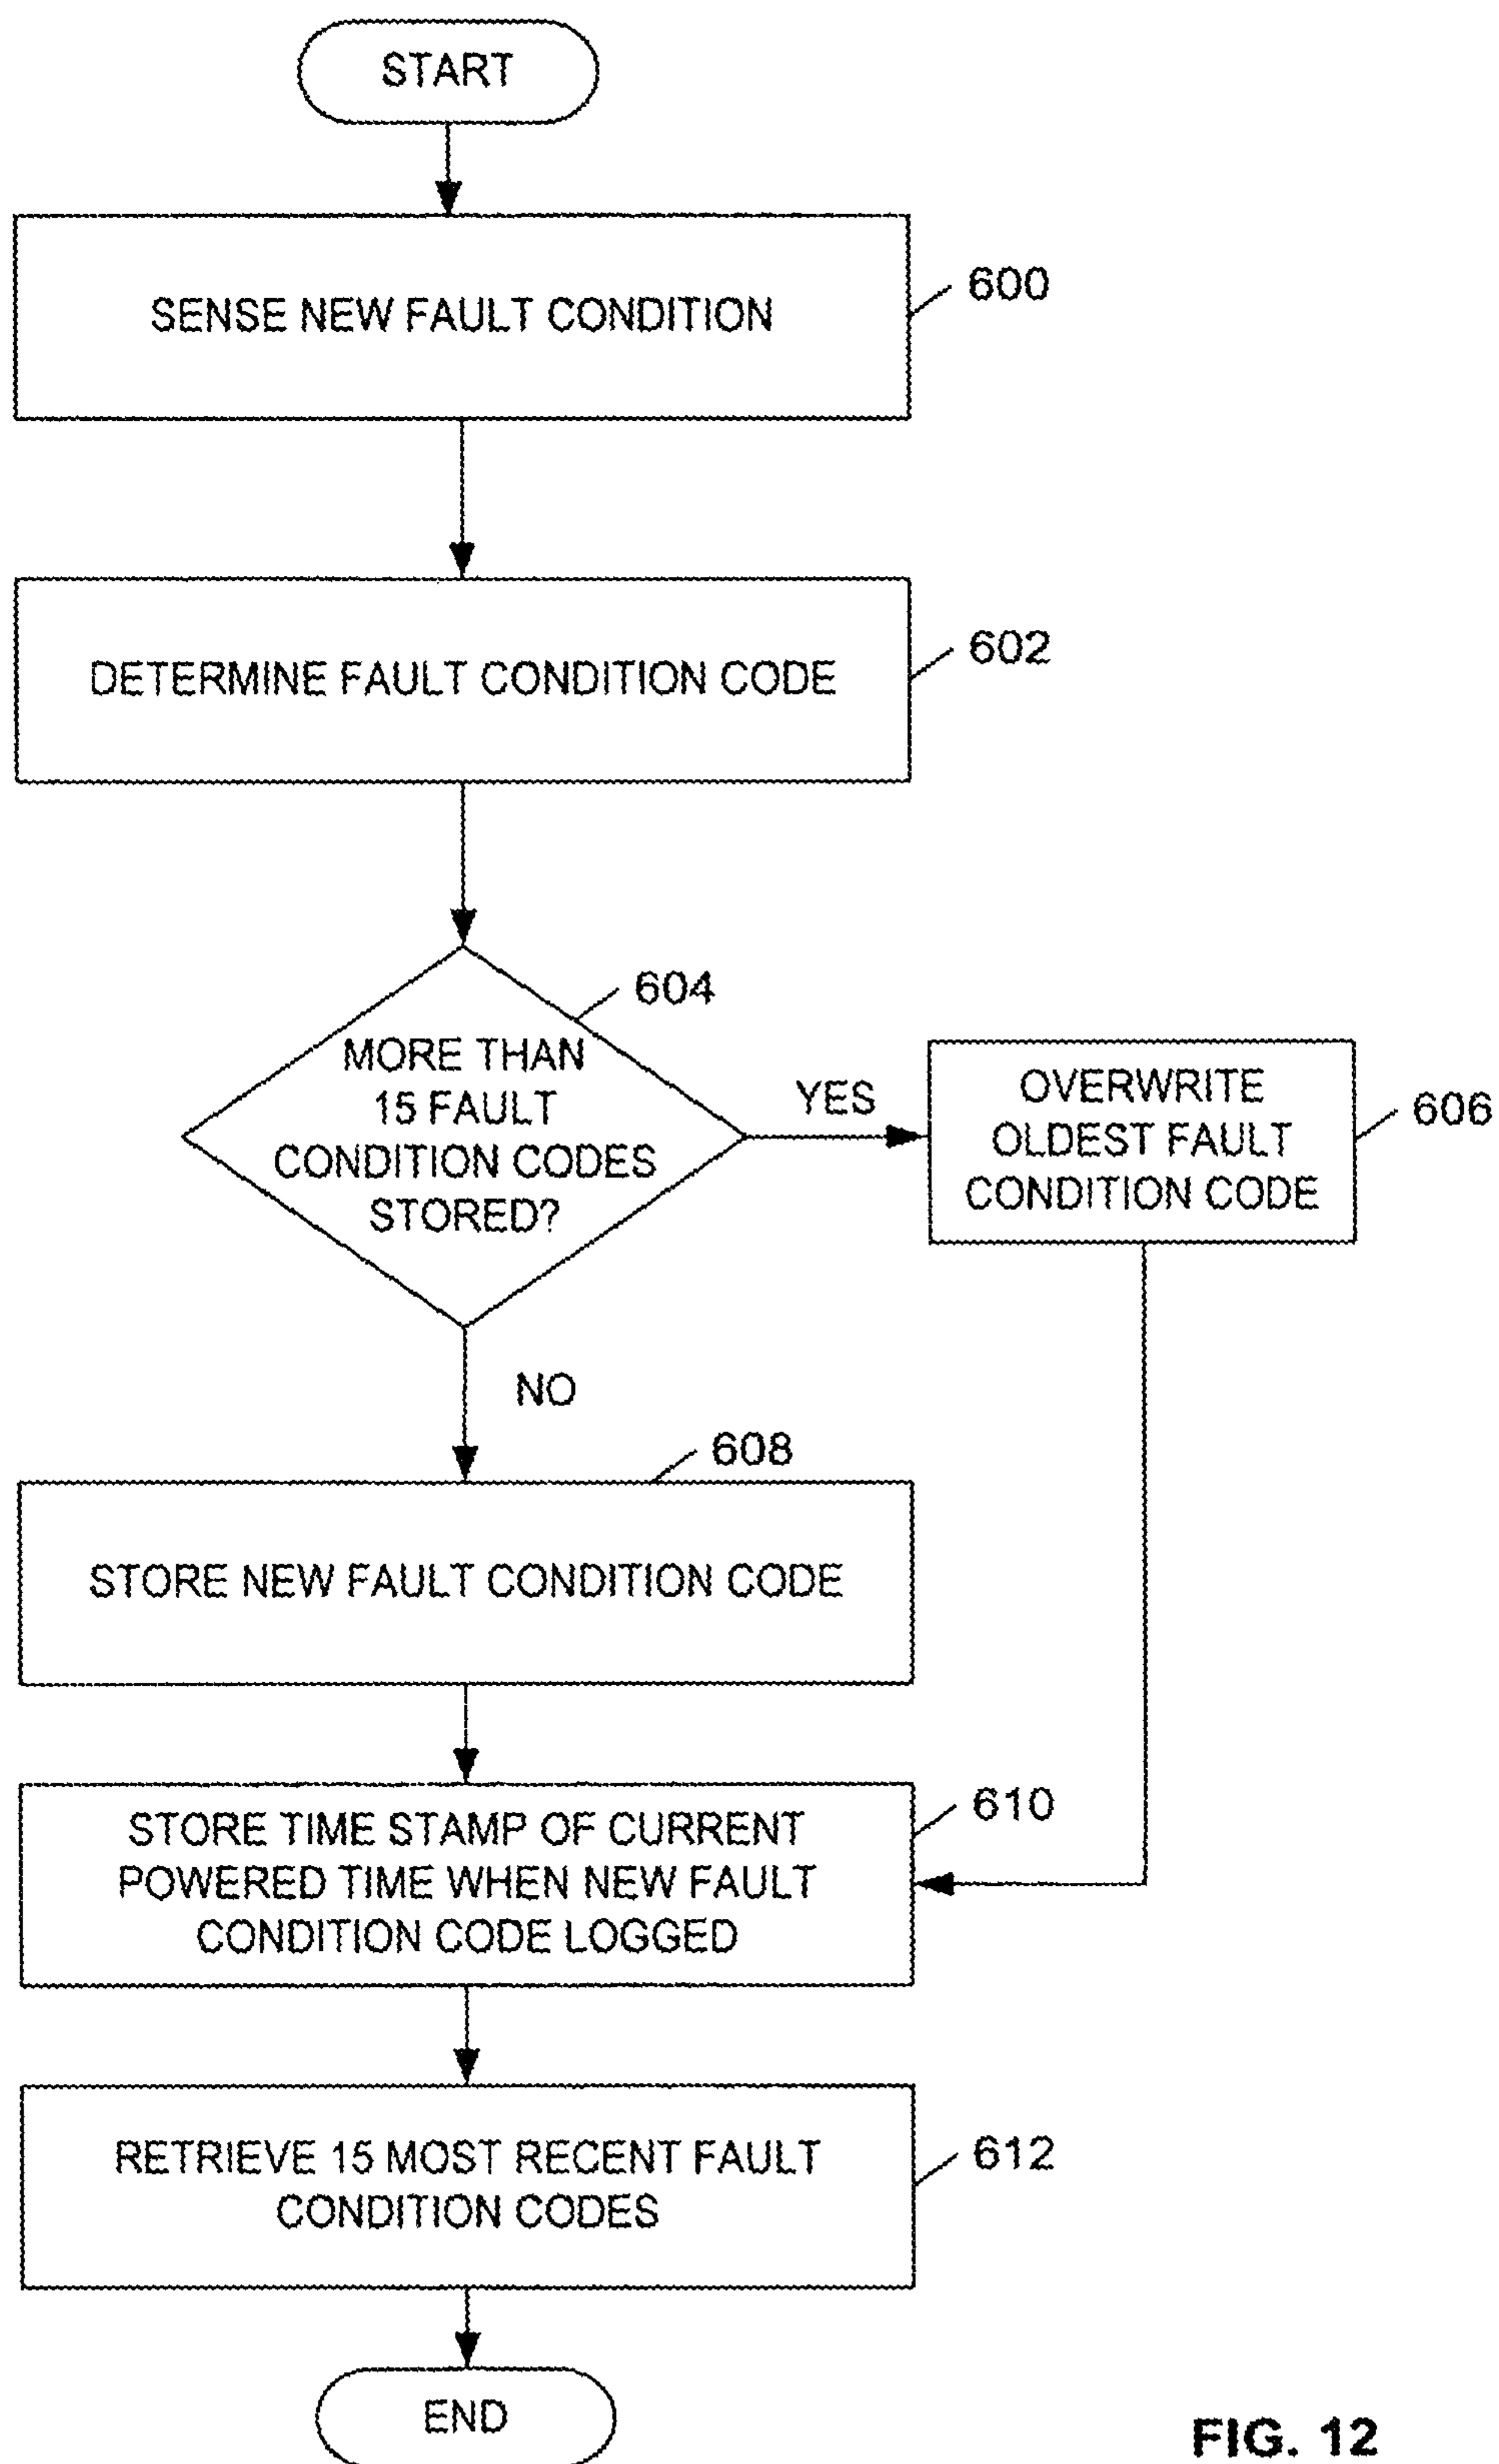 START
SENSE NEW FAULT CONDITION
600
DETERMINE FAULT CONDITION CODE
602
604
MORE THAN
15 FAULT
CONDITION CODES
STORED?
YES
OVERWRITE
OLDEST FAULT
CONDITION CODE
606
NO
608
STORE NEW FAULT CONDITION CODE
STORE TIME STAMP OF CURRENT
POWERED TIME WHEN NEW FAULT
CONDITION CODE LOGGED
610
RETRIEVE 15 MOST RECENT FAULT
CONDITION CODES
612
END
FIG. 12